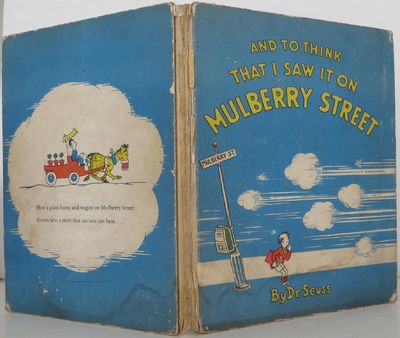 AND TO THINK
THAT I SAW IT ON
MULBERRY STREET
MULBERRY ST.
By Dr. Seuss
How a plain horse and wagon on Mulberry Street
Grows into a story that no one can beat. . . .